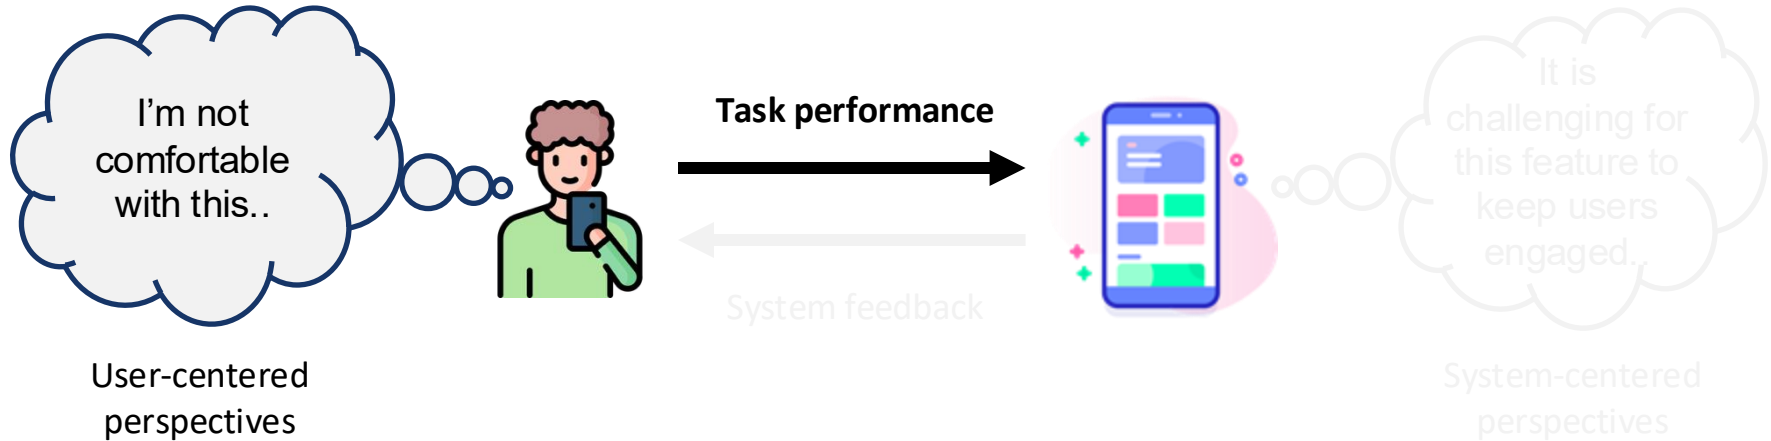 I'm not
comfortable
with this..
User-centered
perspectives
Task performance
System feedback
It is
challenging for
this feature to
keep users
engaged..
System-centered
perspectives